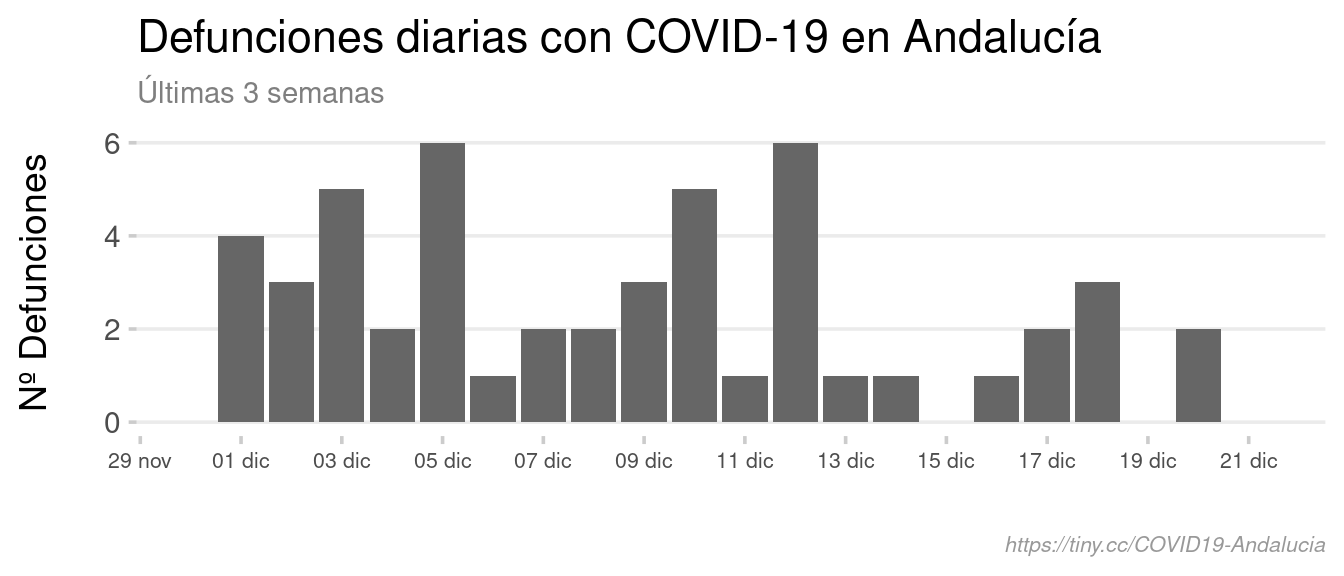 Defunciones diarias con COVID-19 en Andalucía
Últimas 3 semanas
Nº Defunciones
6
4
2
0
29 nov 01 dic 03 dic 05 dic 07 dic 09 dic 11 dic 13 dic 15 dic 17 dic 19 dic 21 dic
https://tiny.cc/COVID19-Andalucia